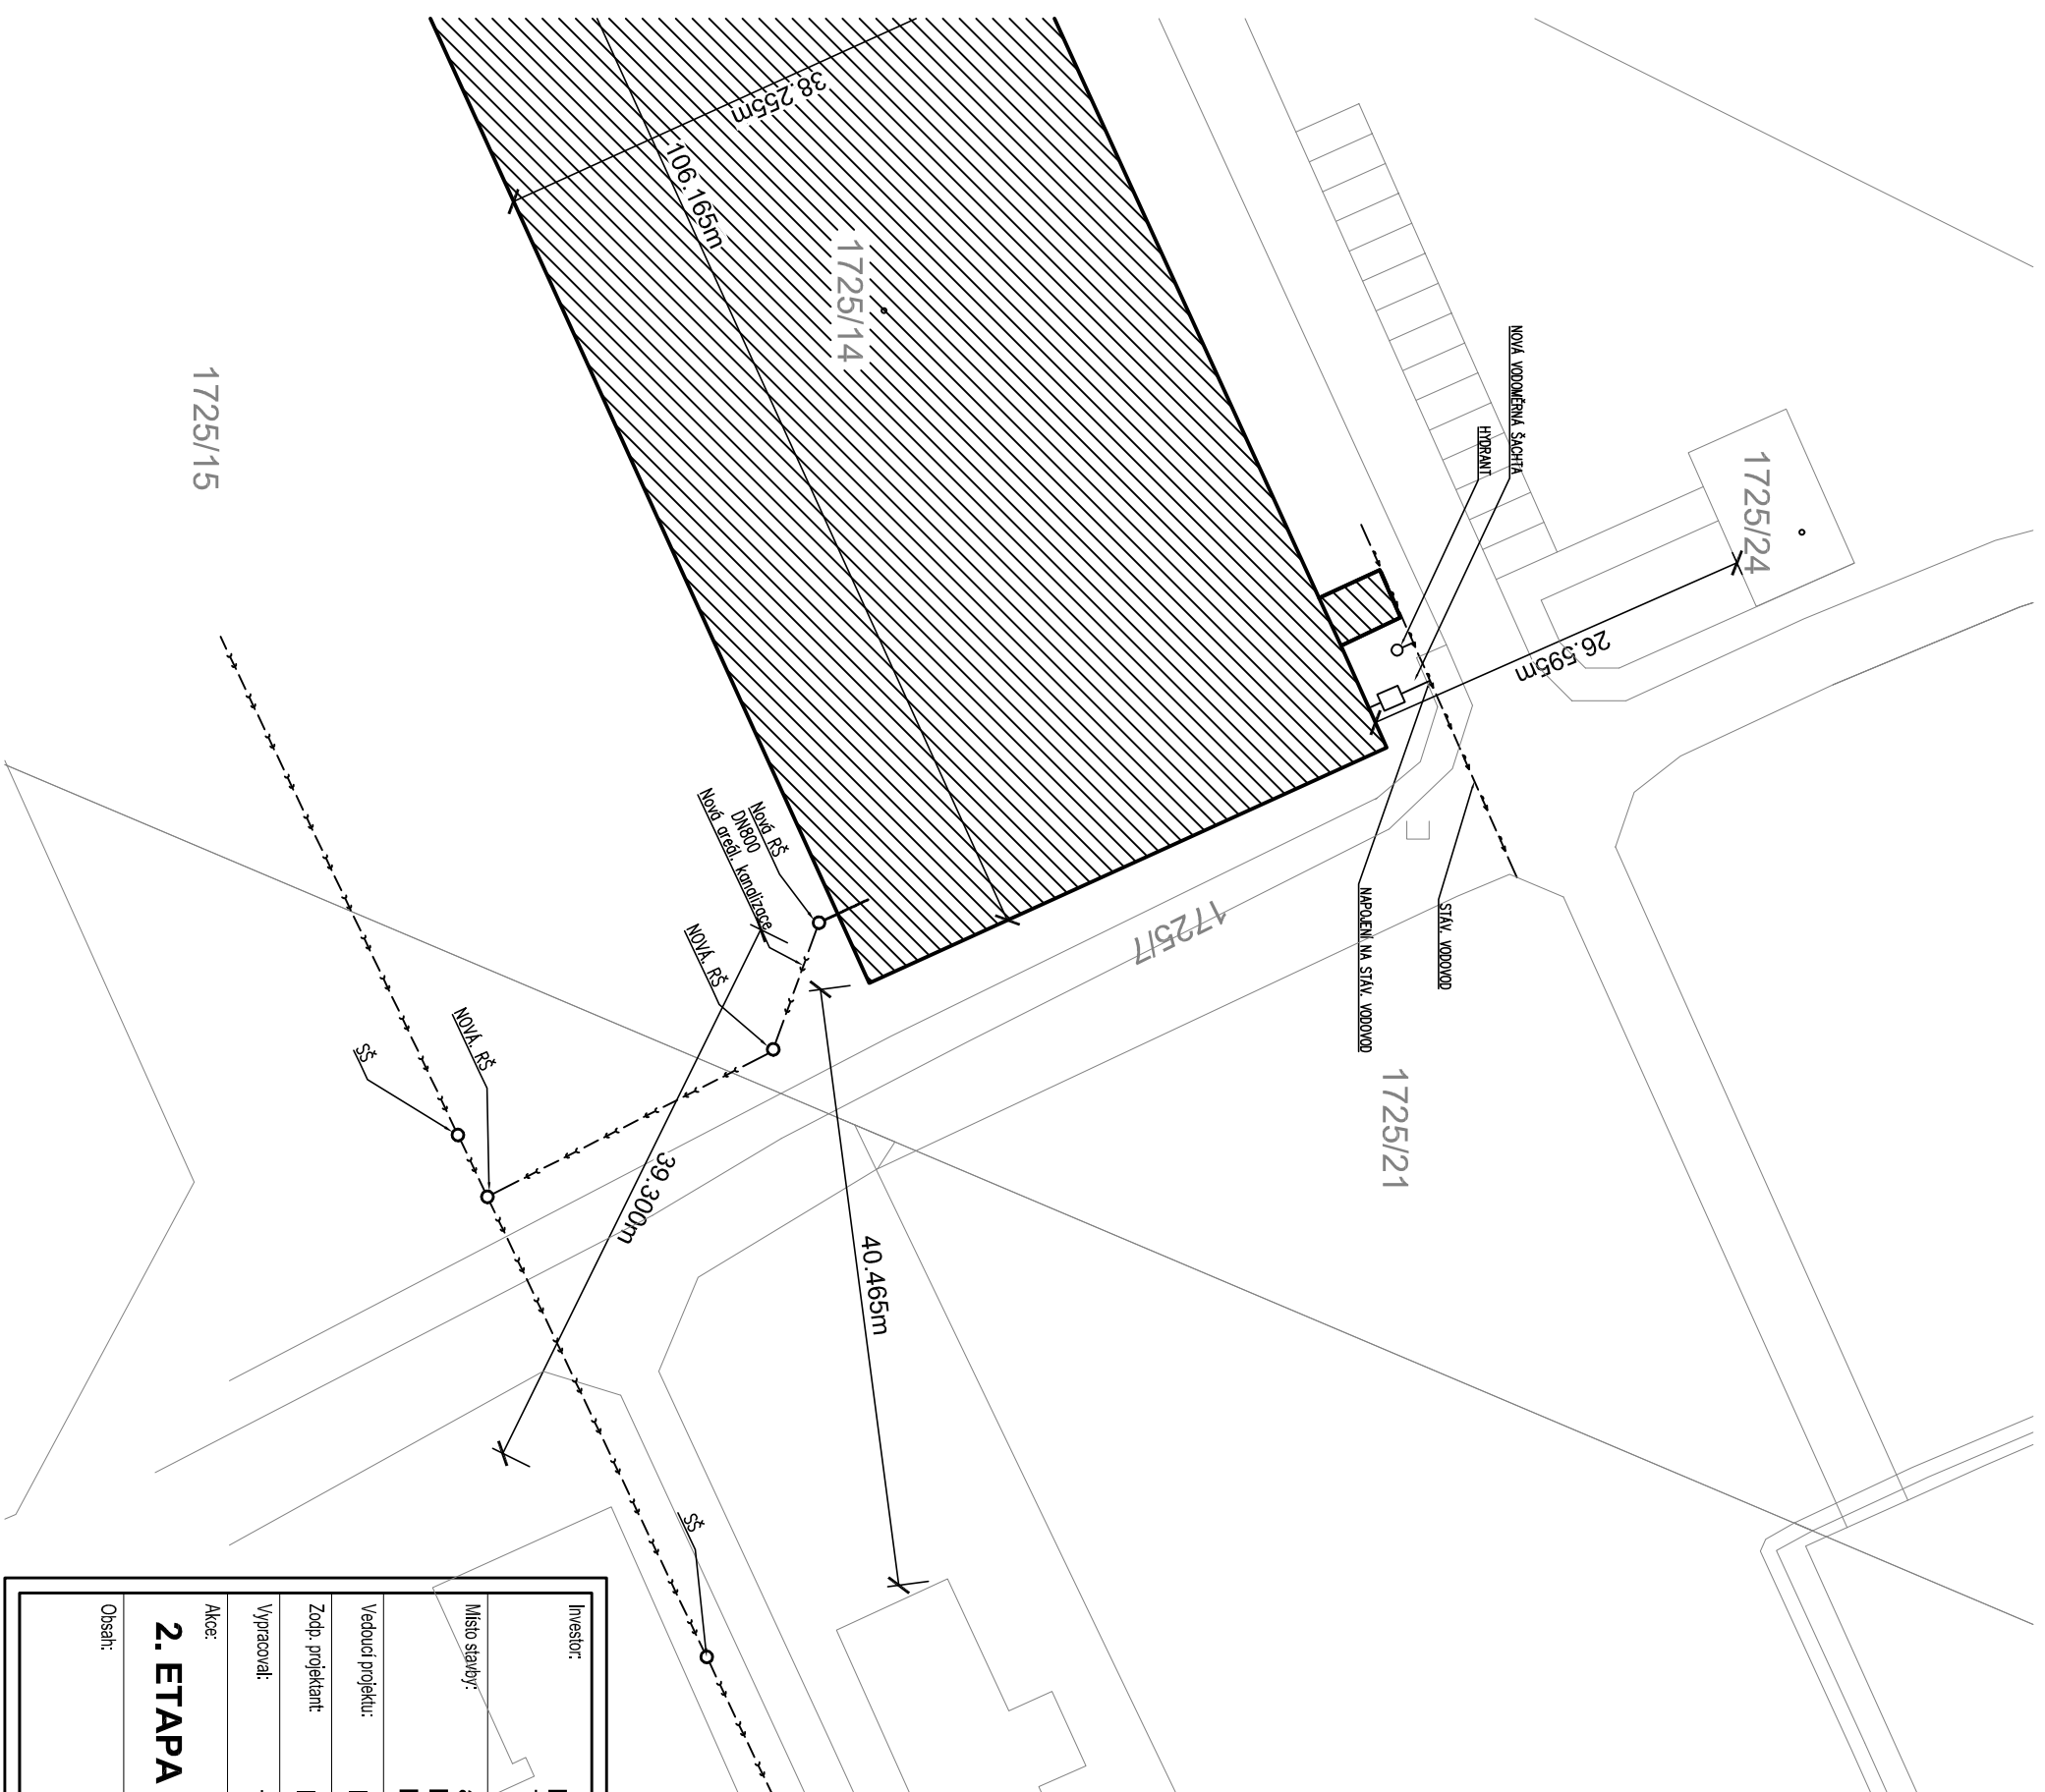 38.255m
106.165m
1725/14
1725/15
NOVÁ VODOMĚRNÁ ŠACHTA
HYDRANT
1725/24
26.595m
Nová RŠ
DN800
Nová areál. kanalizace
NOVÁ. RŠ
NOVÁ. RŠ
SŠ
1725/7
NAPOJENÍ NA STÁV. VODOVOD
STÁV. VODOVOD
1725/21
39.300m
40.465m
SŠ
Investor:
Místo stavby:
Vedoucí projektu:
Zodp. projektant:
Vypracoval:
Akce:
2. ETAPA
Obsah: